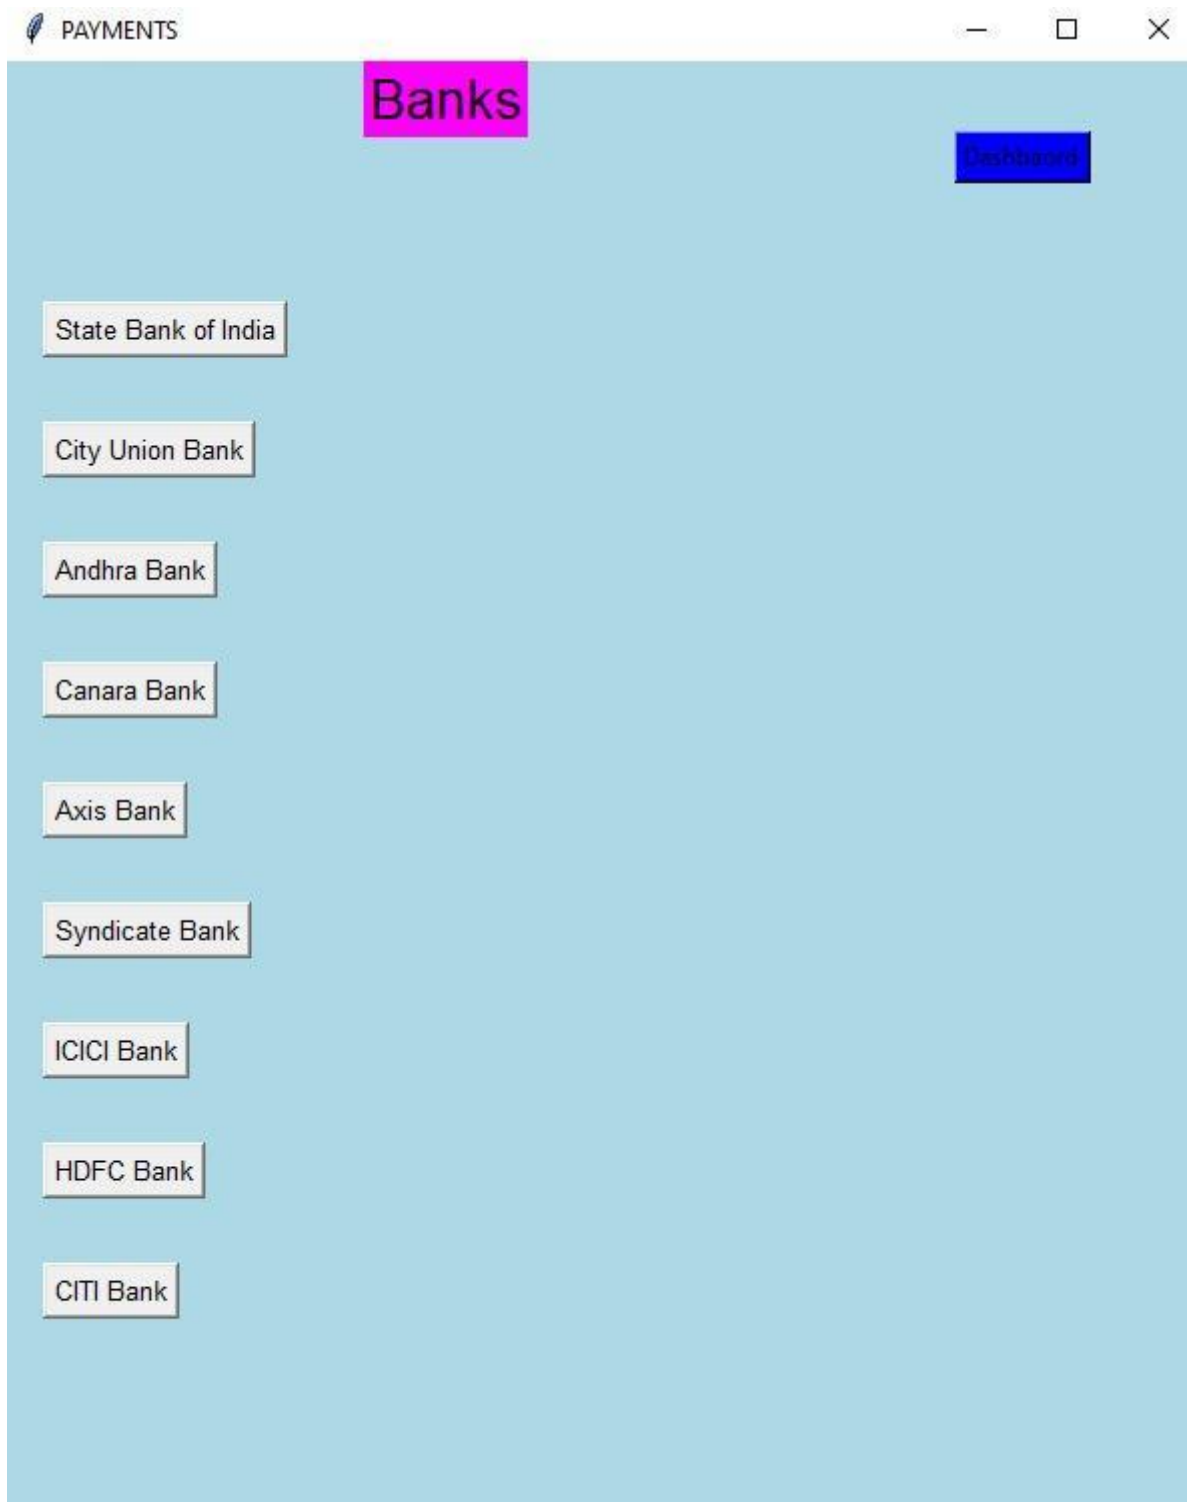 PAYMENTS
Banks
Dashbaord
State Bank of India
City Union Bank
Andhra Bank
Canara Bank
Axis Bank
Syndicate Bank
ICICI Bank
HDFC Bank
CITI Bank